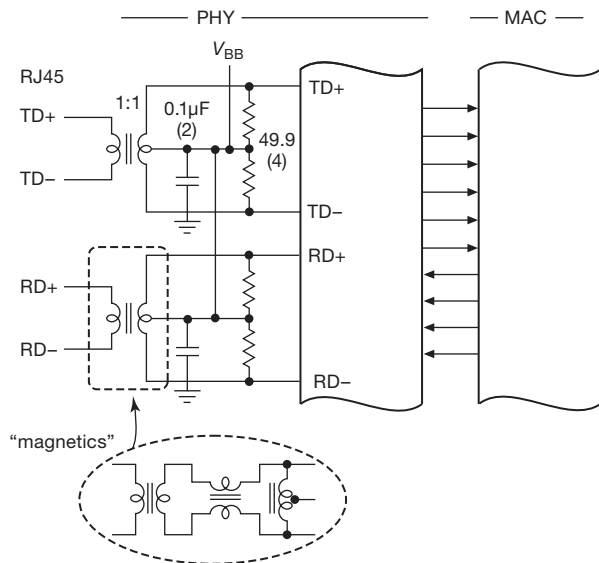 PHY
MAC
V_BB
RJ45
1:1
TD+
TD–
0.1µF
(2)
49.9
(4)
TD+
TD–
RD+
RD–
RD+
RD–
“magnetics”